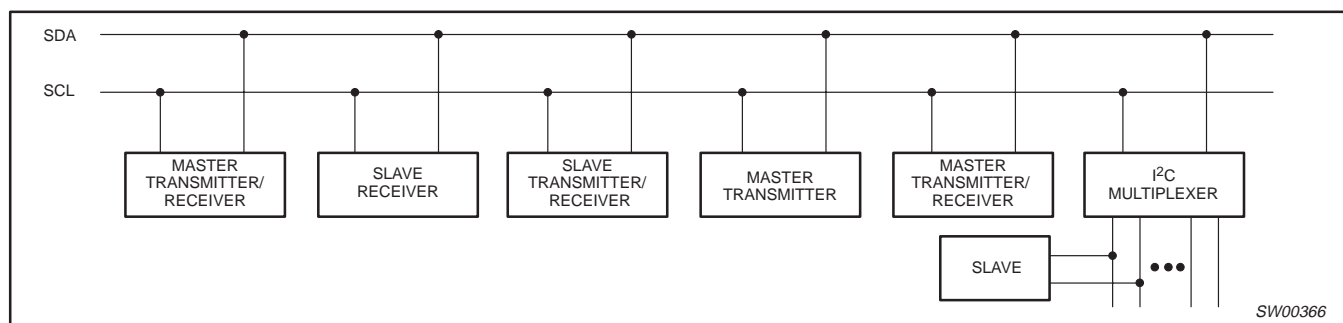 SDA
SCL
MASTER
TRANSMITTER/
RECEIVER
SLAVE
RECEIVER
SLAVE
TRANSMITTER/
RECEIVER
MASTER
TRANSMITTER
MASTER
TRANSMITTER/
RECEIVER
I²C
MULTIPLEXER
SLAVE
SW00366